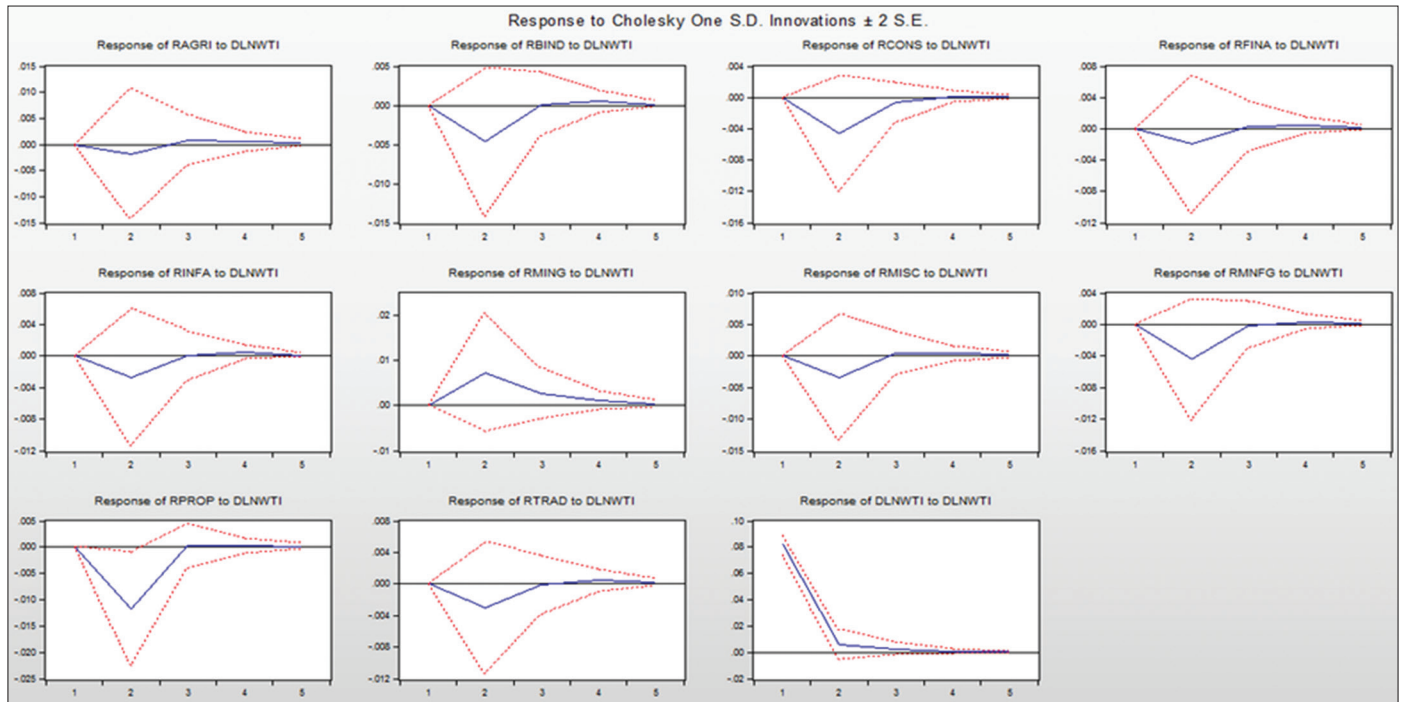 Response to Cholesky One S.D. Innovations ± 2 S.E.
Response of RAGRI to DLNWTI
.015
.010
.005
.000
-.005
-.010
-.015
1 2 3 4 5
Response of RBIND to DLNWTI
.005
.000
-.005
-.010
-.015
1 2 3 4 5
Response of RCONS to DLNWTI
.004
.000
-.004
-.008
-.012
-.016
1 2 3 4 5
Response of RFINA to DLNWTI
.008
.004
.000
-.004
-.008
-.012
1 2 3 4 5
Response of RINFA to DLNWTI
.008
.004
.000
-.004
-.008
-.012
1 2 3 4 5
Response of RMING to DLNWTI
.02
.01
.00
-.01
1 2 3 4 5
Response of RMISC to DLNWTI
.010
.005
.000
-.005
-.010
-.015
1 2 3 4 5
Response of RMNFG to DLNWTI
.004
.000
-.004
-.008
-.012
-.016
1 2 3 4 5
Response of RPROP to DLNWTI
.005
.000
-.005
-.010
-.015
-.020
-.025
1 2 3 4 5
Response of RTRAD to DLNWTI
.008
.004
.000
-.004
-.008
-.012
1 2 3 4 5
Response of DLNWTI to DLNWTI
.10
.08
.06
.04
.02
.00
-.02
1 2 3 4 5